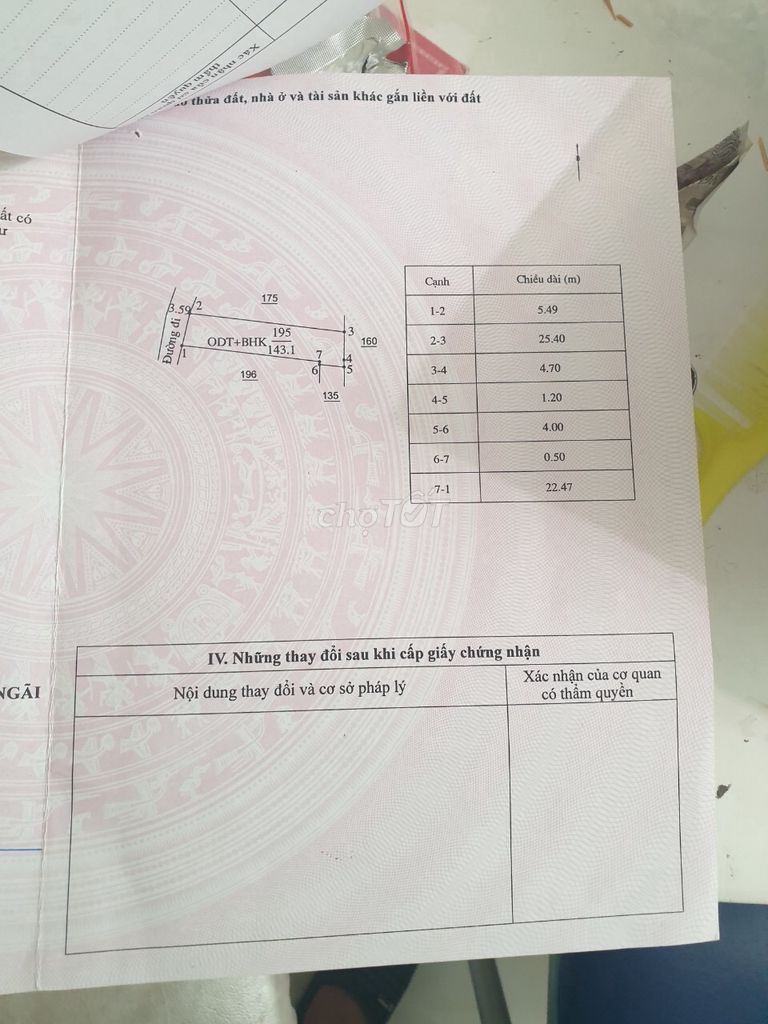 Xác nhận của cơ
thẩm quyền
thửa đất, nhà ở và tài sản khác gắn liền với đất
ất có
ư
175
3.59
2
3
Đường đi
ODT+BHK 195
143.1
160
1
7
4
6
5
196
135
Cạnh Chiều dài (m)
1-2 5.49
2-3 25.40
3-4 4.70
4-5 1.20
5-6 4.00
6-7 0.50
7-1 22.47
chợTỐT
IV. Những thay đổi sau khi cấp giấy chứng nhận
Nội dung thay đổi và cơ sở pháp lý
Xác nhận của cơ quan
có thẩm quyền
NGÃI